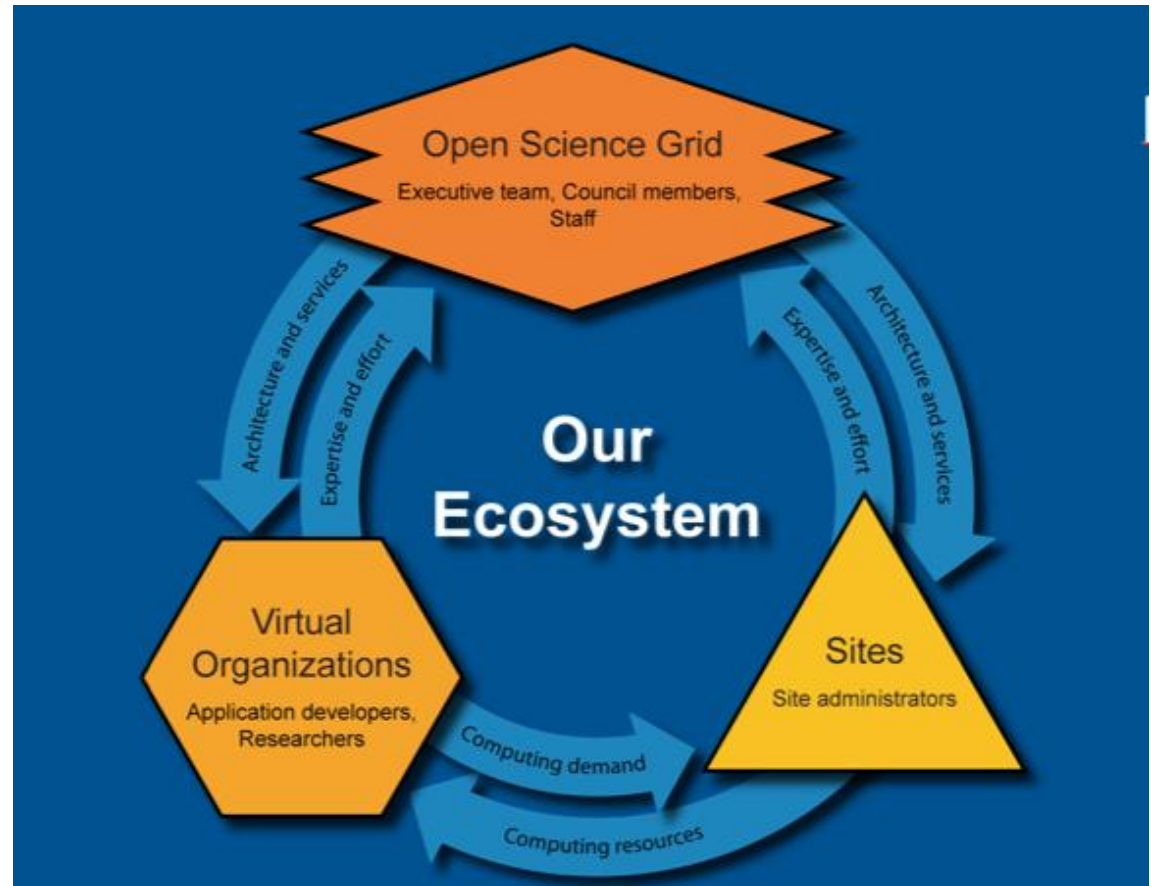 Open Science Grid
Executive team, Council members,
Staff
Architecture and services
Expertise and effort
Expertise and effort
Architecture and services
Our
Ecosystem
Virtual
Organizations
Application developers,
Researchers
Sites
Site administrators
Computing demand
Computing resources